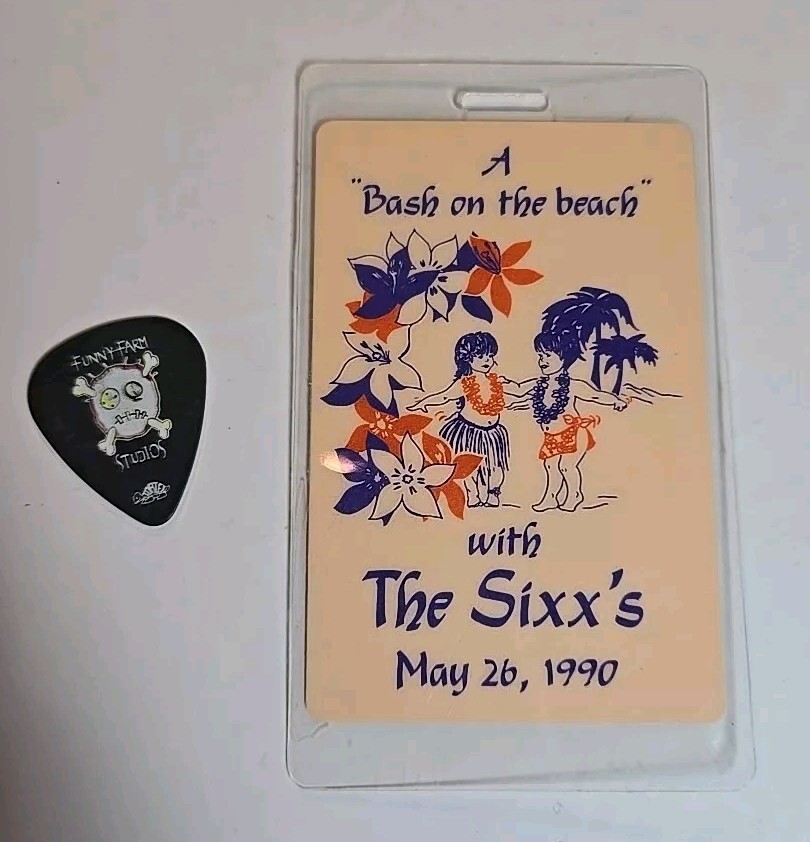 FUNNY FARM
STUDIOS
A
"Bash on the beach"
with
The Sixx's
May 26, 1990